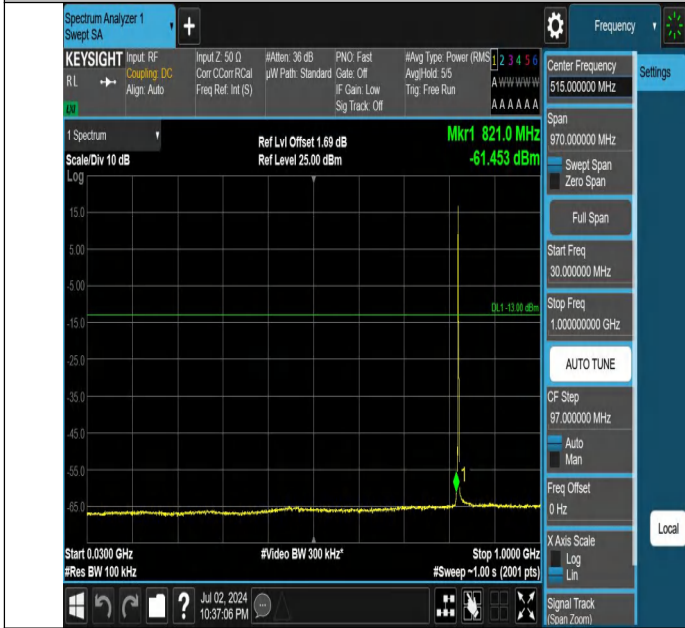 Spectrum Analyzer 1
Swept SA
+
Frequency
KEYSIGHT
RL
Input: RF
Coupling: DC
Align: Auto
Input Z: 50 Ω
Corr CCorr RCal
Freq Ref: Int (S)
#Atten: 36 dB
µW Path: Standard
PNO: Fast
Gate: Off
IF Gain: Low
Sig Track: Off
#Avg Type: Power (RMS
Avg|Hold: 5/5
Trig: Free Run
1 2 3 4 5 6
A W W W W W
A A A A A A
1 Spectrum
Scale/Div 10 dB
Ref Lvl Offset 1.69 dB
Ref Level 25.00 dBm
Mkr1 821.0 MHz
-61.453 dBm
Log
15.0
5.00
-5.00
-15.0
-25.0
-35.0
-45.0
-55.0
-65.0
DL1 -13.00 dBm
1
Start 0.0300 GHz
#Res BW 100 kHz
#Video BW 300 kHz*
Stop 1.0000 GHz
#Sweep ~1.00 s (2001 pts)
?
Jul 02, 2024
10:37:06 PM
Center Frequency
515.000000 MHz
Settings
Span
970.000000 MHz
Swept Span
Zero Span
Full Span
Start Freq
30.000000 MHz
Stop Freq
1.000000000 GHz
AUTO TUNE
CF Step
97.000000 MHz
Auto
Man
Freq Offset
0 Hz
X Axis Scale
Log
Lin
Local
Signal Track
(Span Zoom)